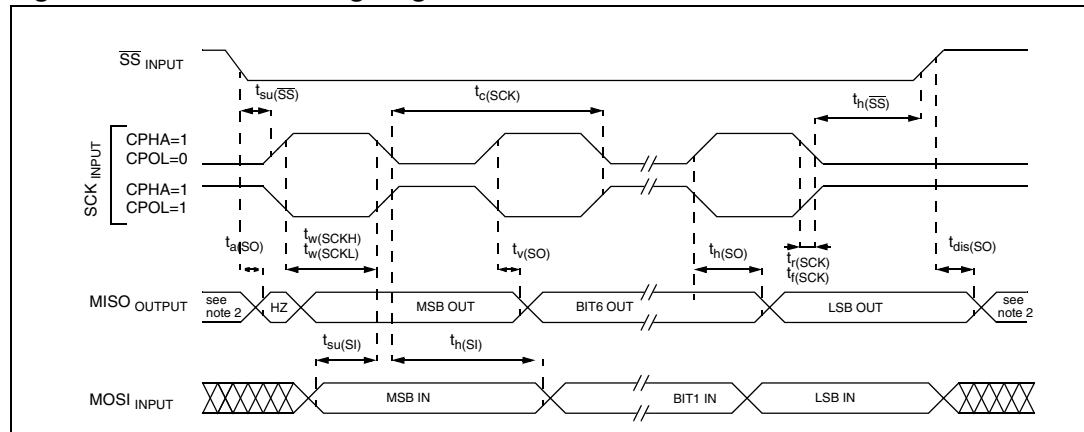 SS INPUT
tsu(SS)
tc(SCK)
th(SS)
SCK INPUT
CPHA=1
CPOL=0
CPHA=1
CPOL=1
ta(SO)
tw(SCKH)
tw(SCKL)
tv(SO)
th(SO)
tr(SCK)
tf(SCK)
tdis(SO)
MISO OUTPUT
see
note 2
HZ
MSB OUT
BIT6 OUT
LSB OUT
see
note 2
tsu(SI)
th(SI)
MOSI INPUT
MSB IN
BIT1 IN
LSB IN